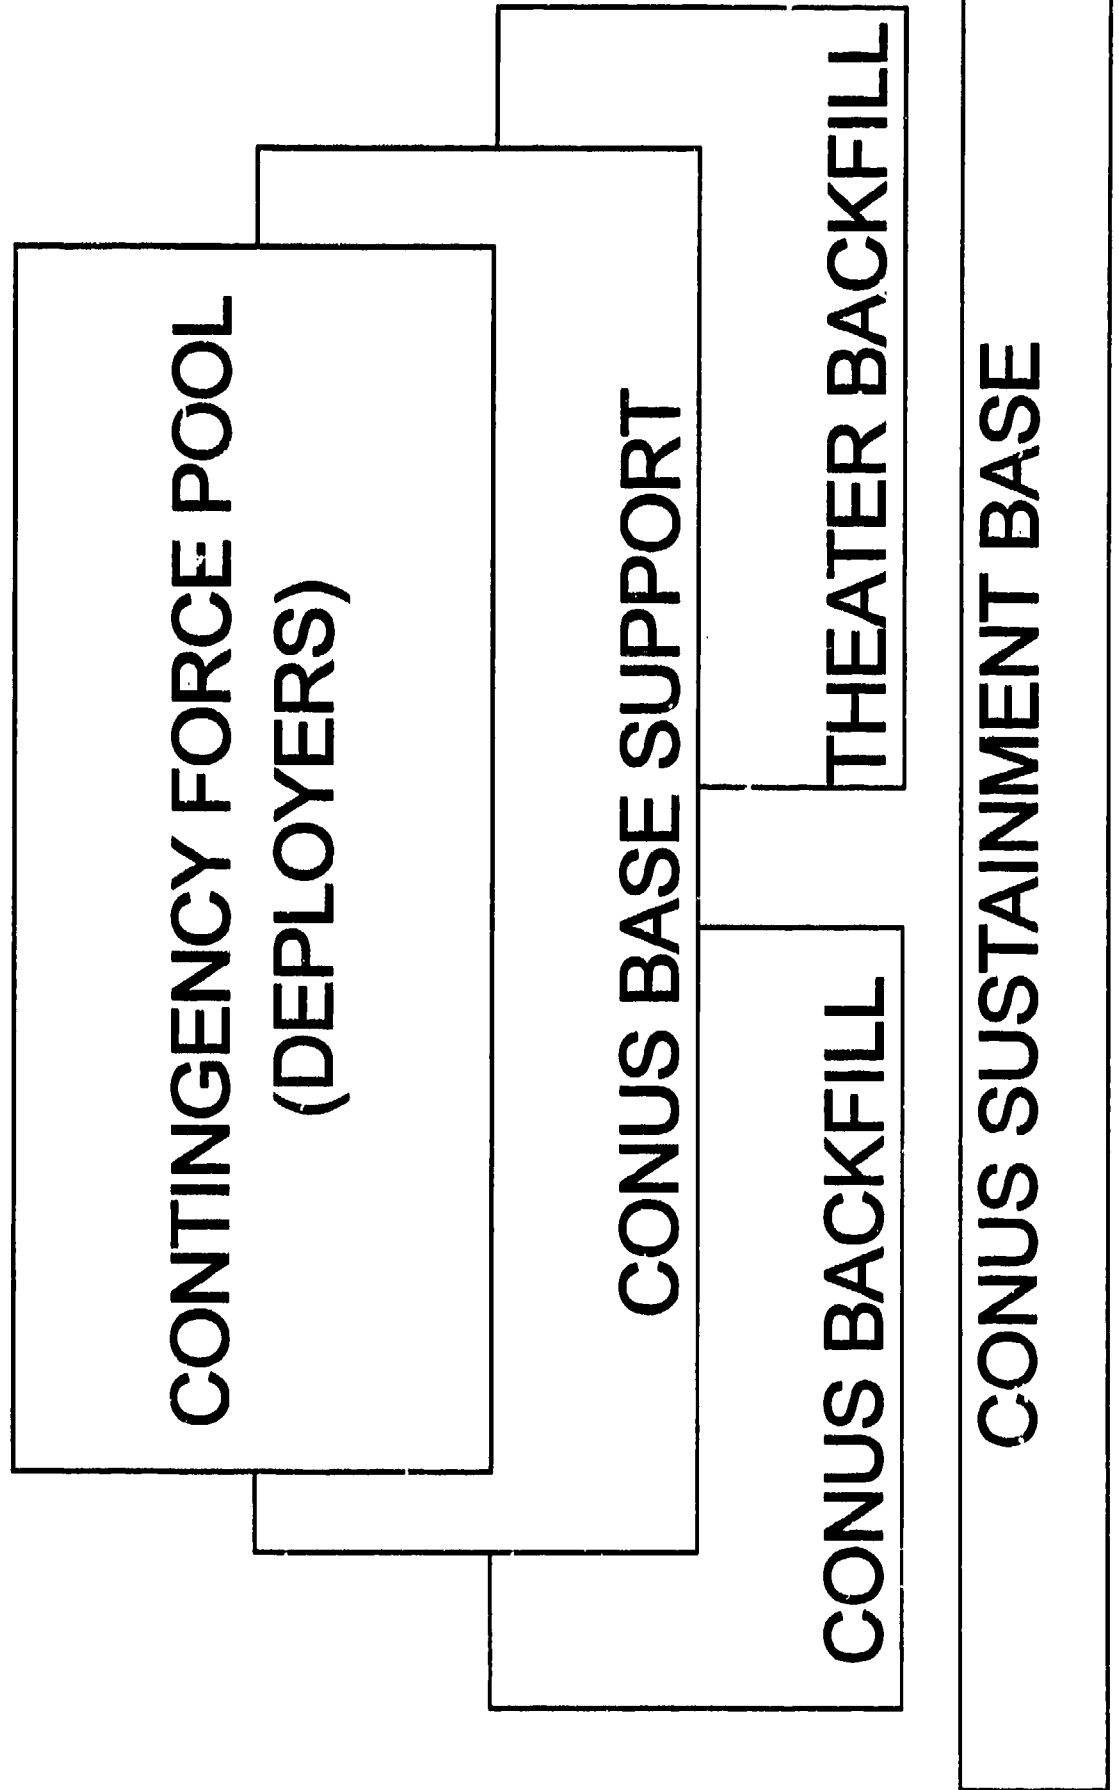 CONTINGENCY FORCE POOL
(DEPLOYERS)
CONUS BASE SUPPORT
CONUS BACKFILL
THEATER BACKFILL
CONUS SUSTAINMENT BASE